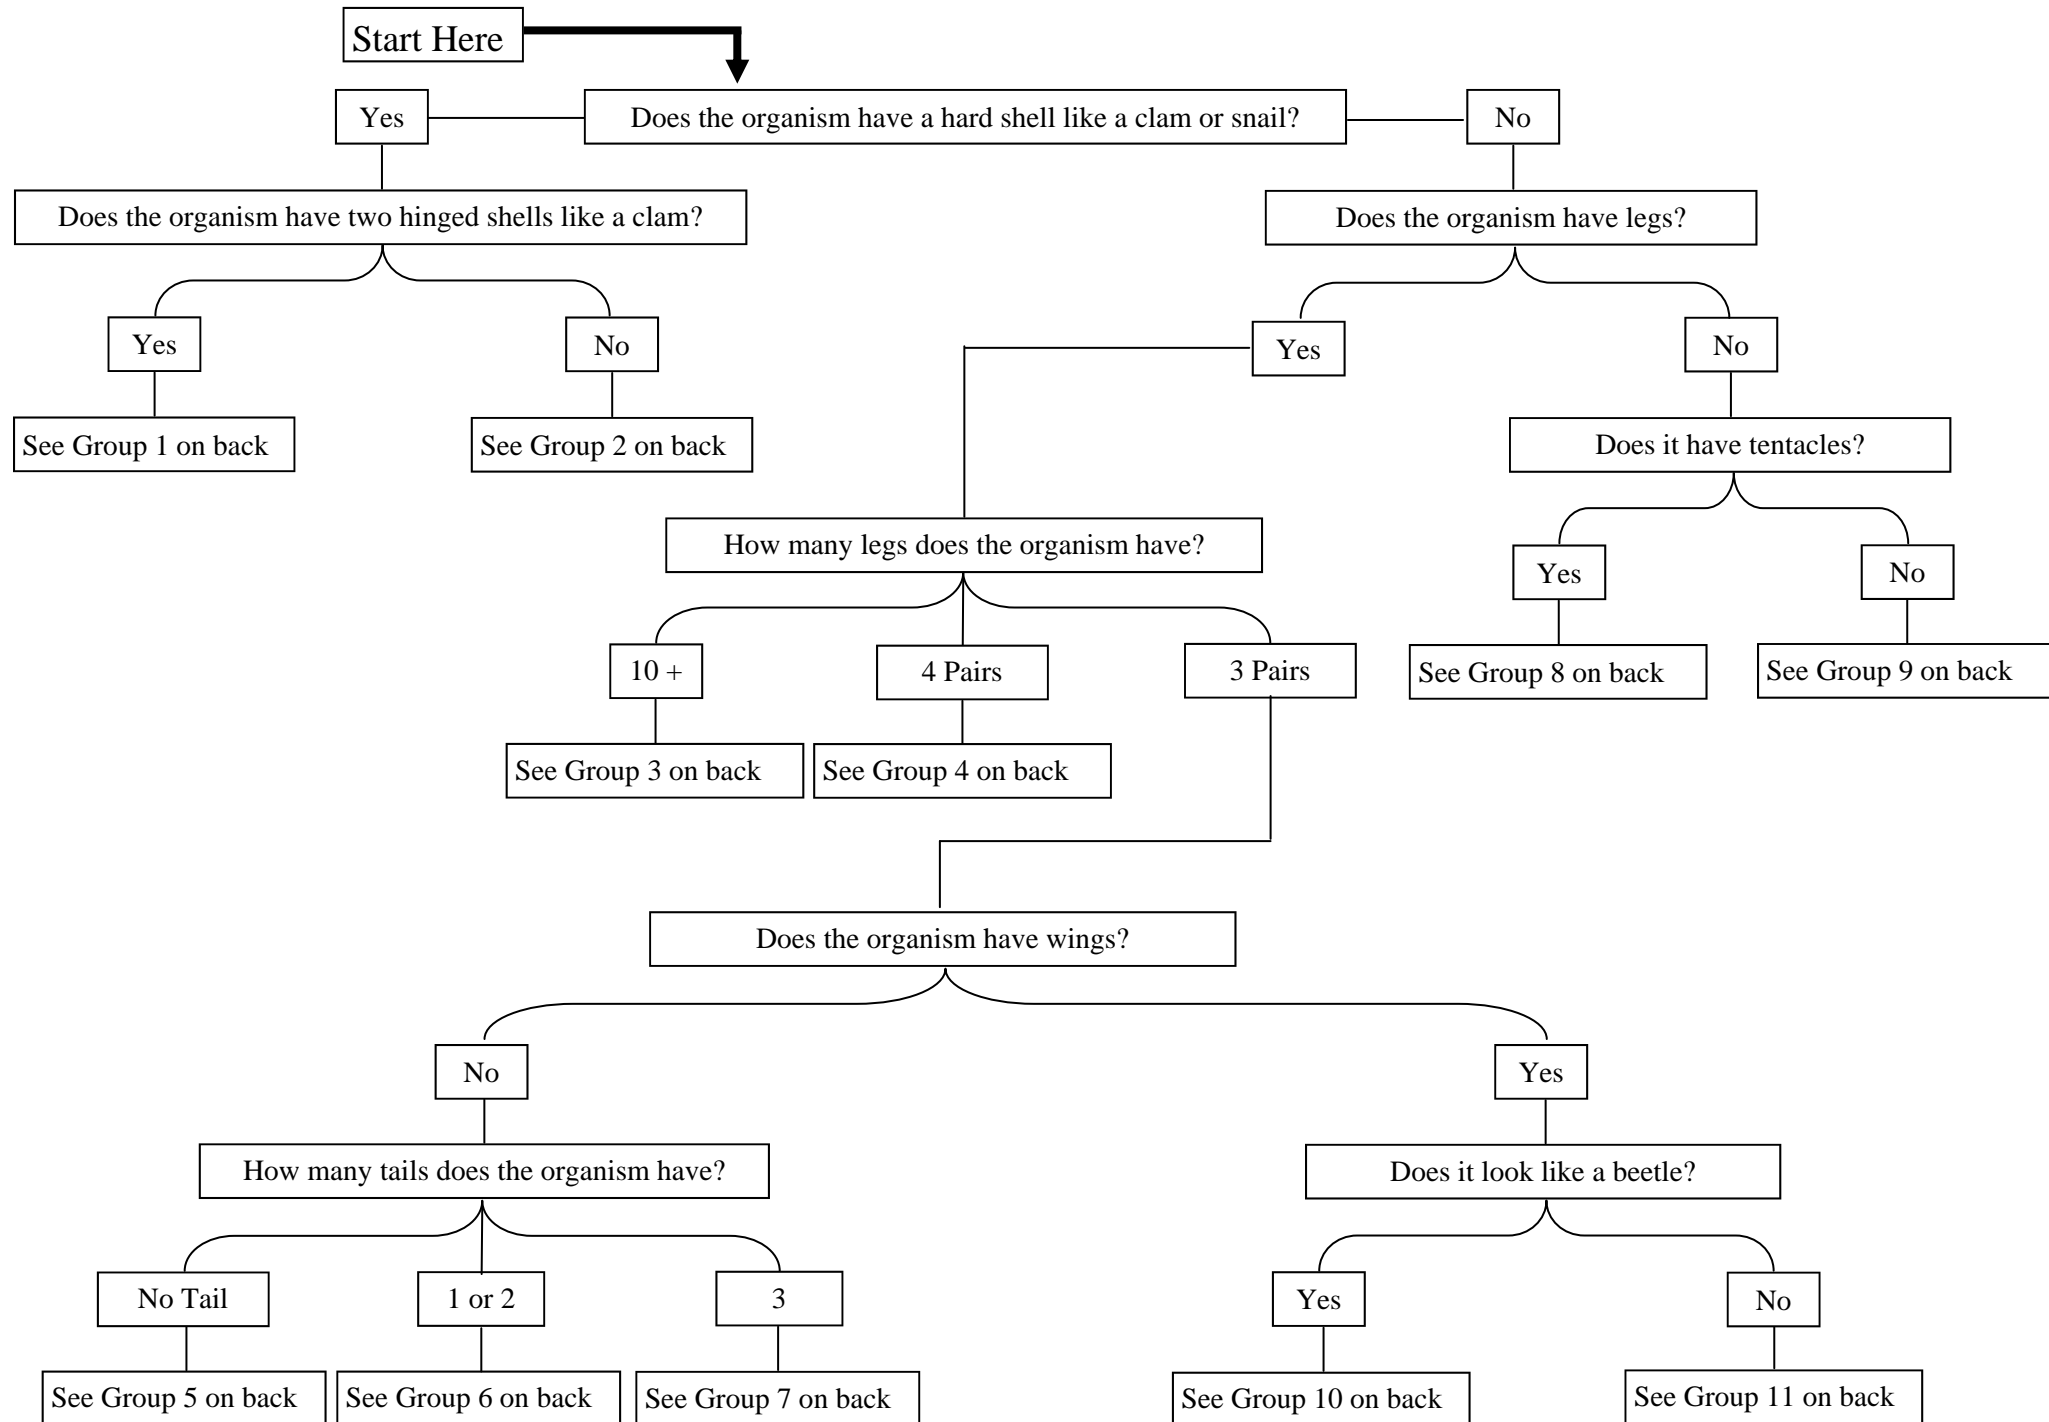 Start Here
Yes
Does the organism have a hard shell like a clam or snail?
No
Does the organism have two hinged shells like a clam?
Does the organism have legs?
Yes
No
Yes
No
See Group 1 on back
See Group 2 on back
Does it have tentacles?
How many legs does the organism have?
Yes
No
10 +
4 Pairs
3 Pairs
See Group 8 on back
See Group 9 on back
See Group 3 on back
See Group 4 on back
Does the organism have wings?
No
Yes
How many tails does the organism have?
Does it look like a beetle?
No Tail
1 or 2
3
Yes
No
See Group 5 on back
See Group 6 on back
See Group 7 on back
See Group 10 on back
See Group 11 on back